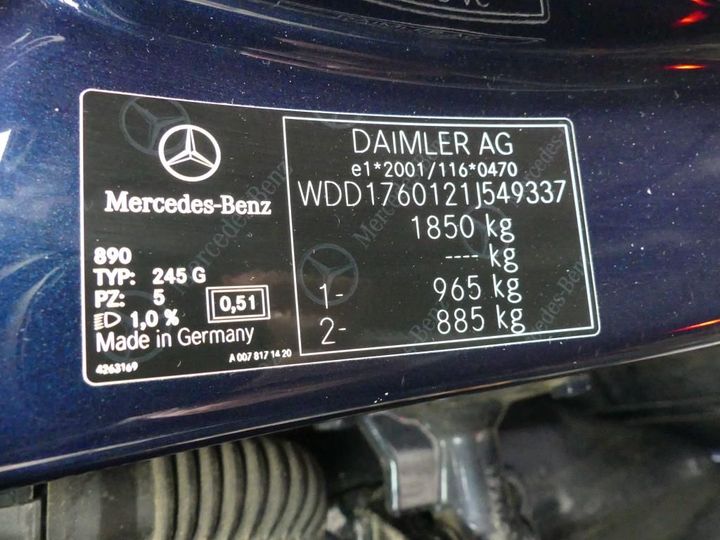 Mercedes-Benz
890
TYP: 245 G
PZ: 5
0,51
1,0 %
Made in Germany
4263169
A 007 817 14 20
DAIMLER AG
e1*2001/116*0470
WDD1760121J549337
1850 kg
---- kg
1- 965 kg
2- 885 kg